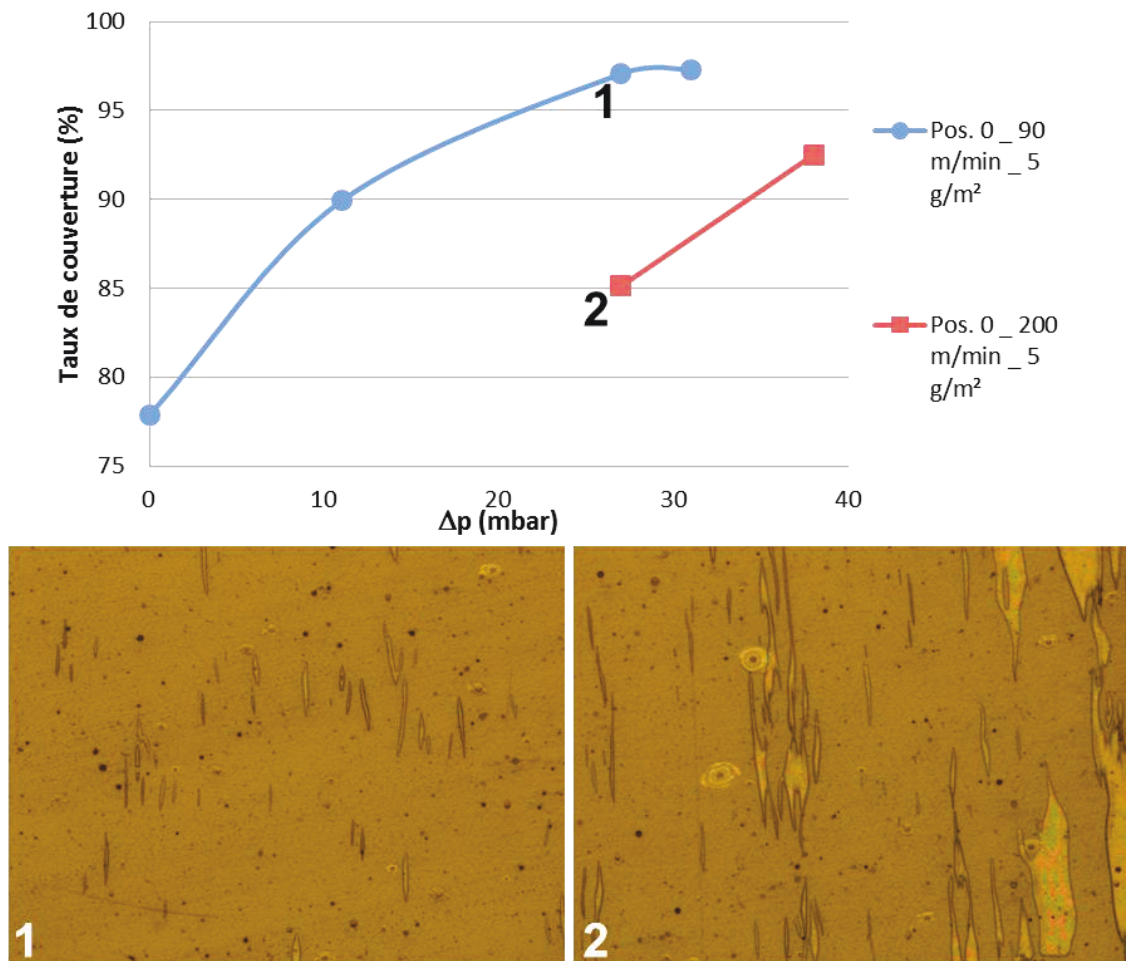 100
95
90
85
80
75
Taux de couverture (%)
0
10
20
30
40
Δp (mbar)
1
2
Pos. 0 _ 90
m/min _ 5
g/m²
Pos. 0 _ 200
m/min _ 5
g/m²
1
2